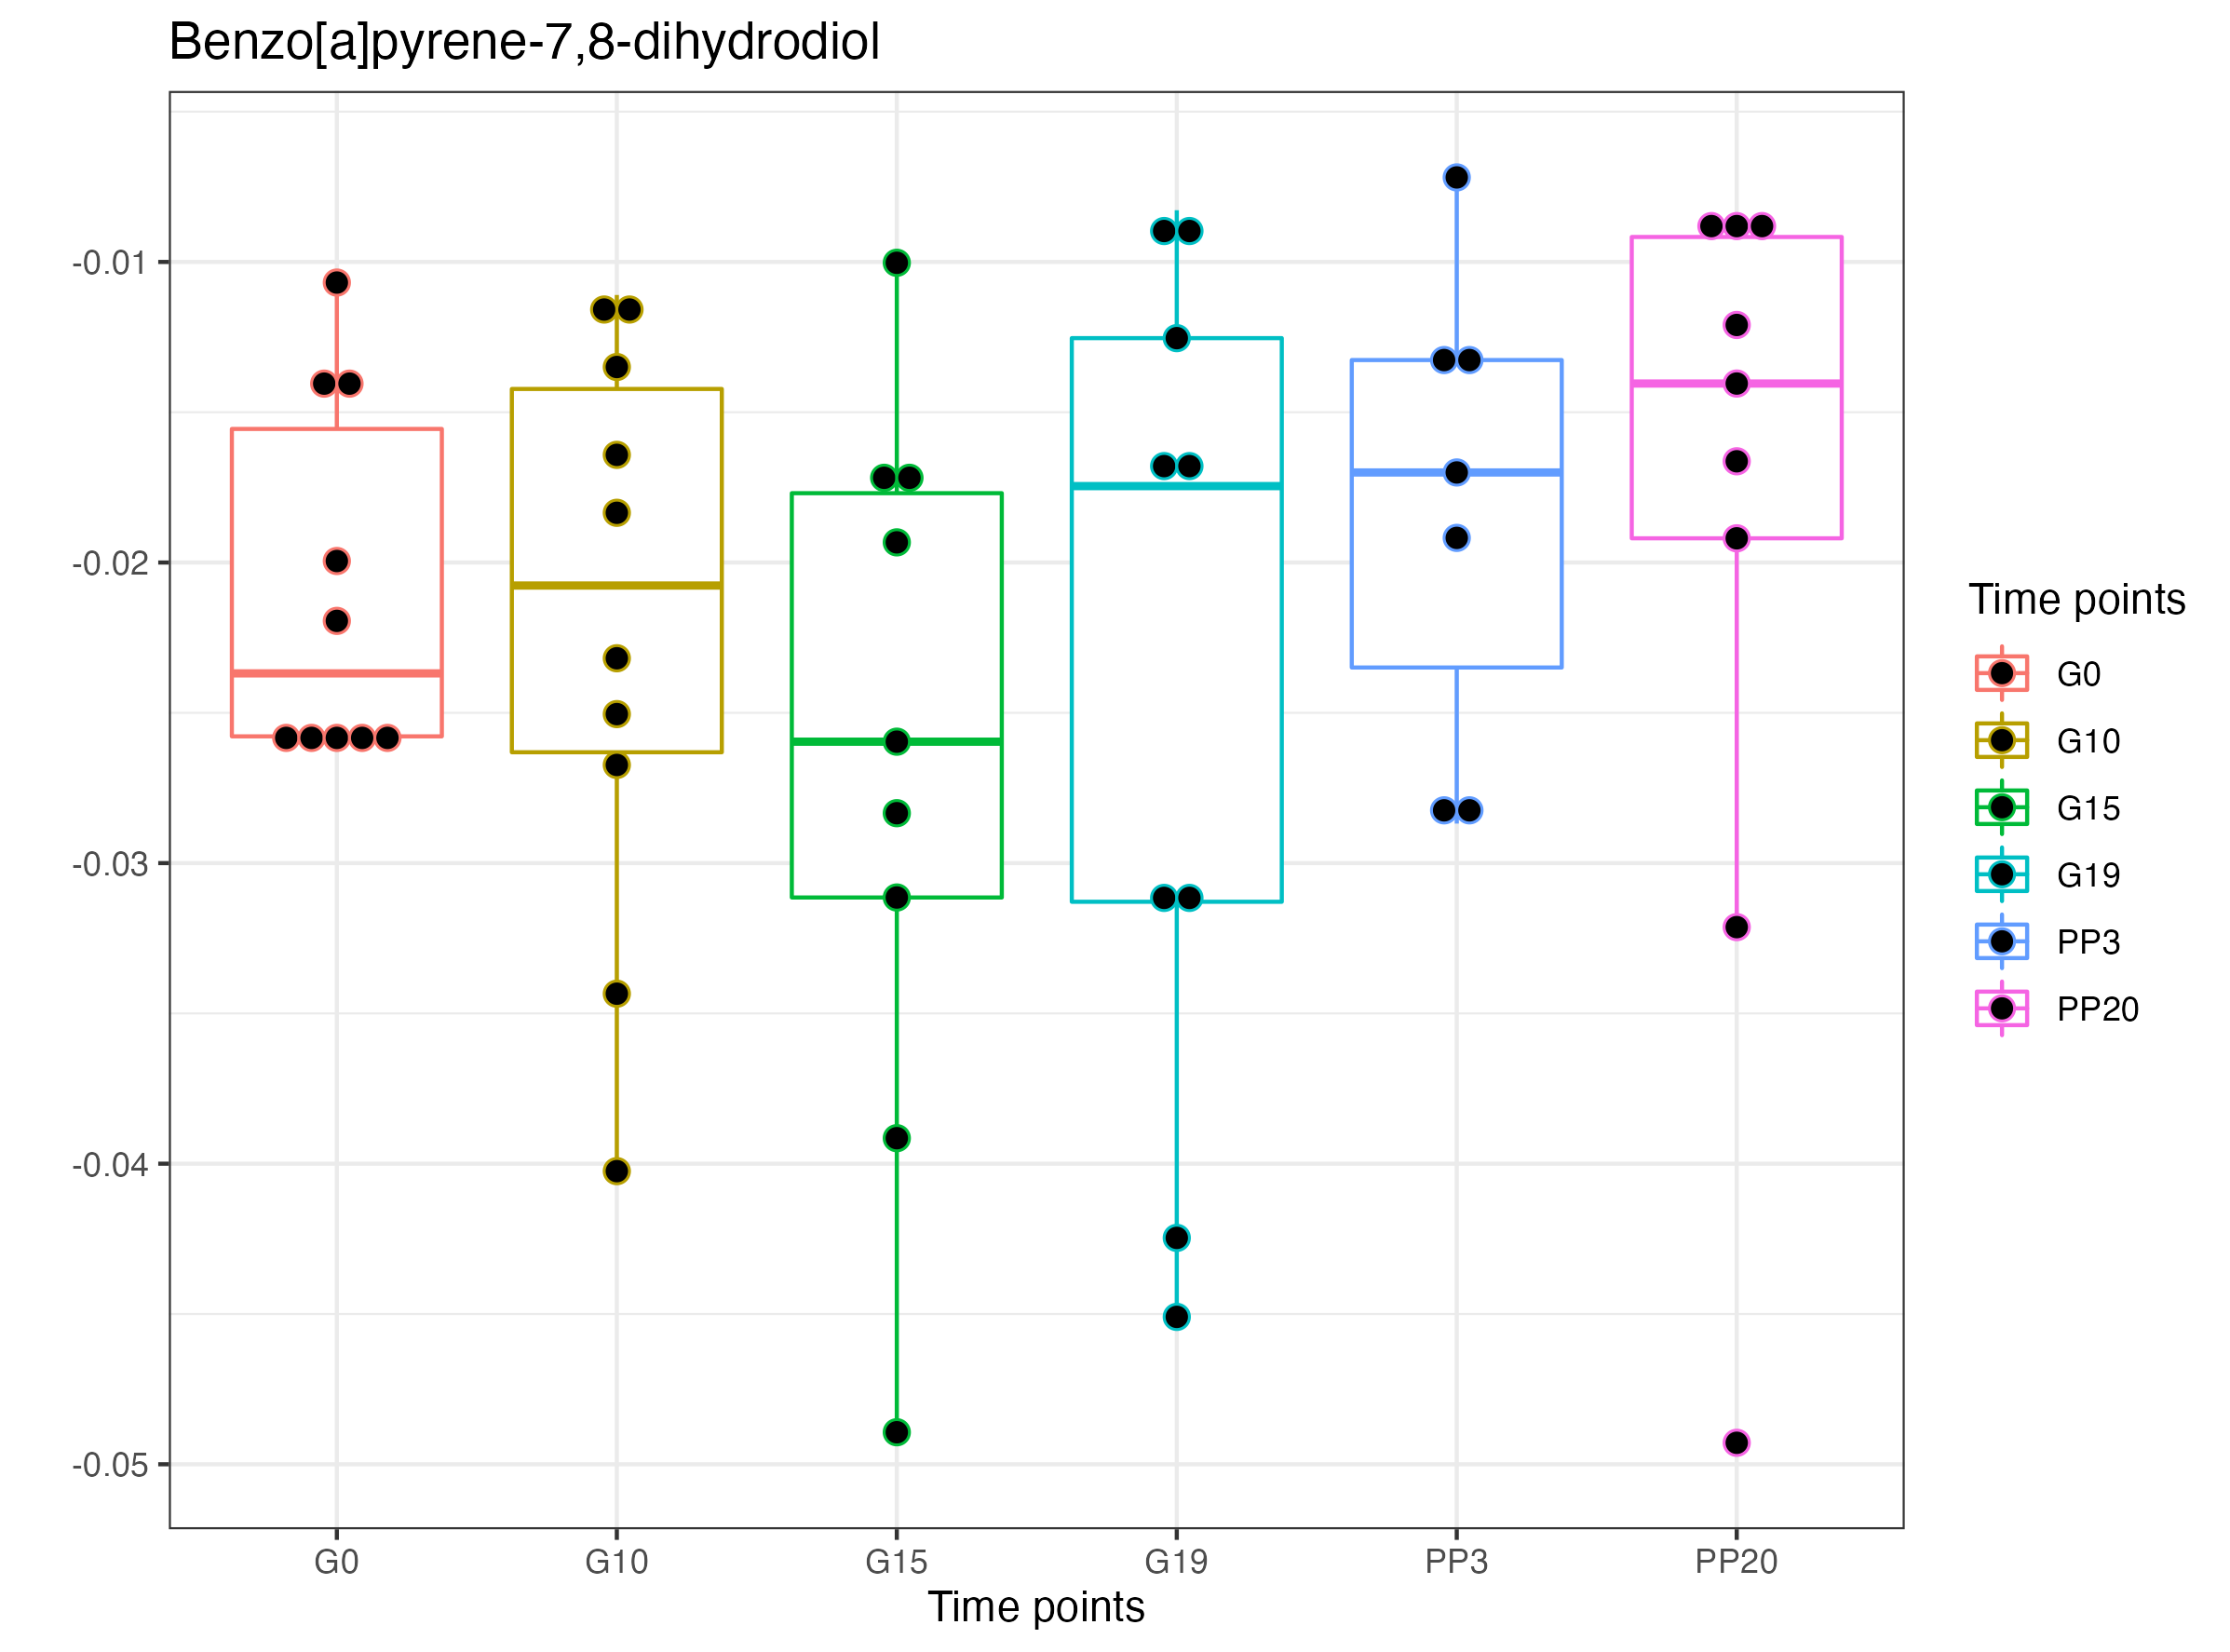 Benzo[a]pyrene-7,8-dihydrodiol
-0.01
-0.02
-0.03
-0.04
-0.05
G0 G10 G15 G19 PP3 PP20
Time points
Time points
G0
G10
G15
G19
PP3
PP20